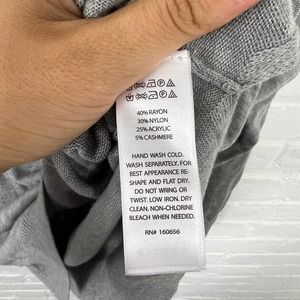 40% RAYON
30% NYLON
25% ACRYLIC
5% CASHMERE
HAND WASH COLD.
WASH SEPARATELY. FOR
BEST APPEARANCE RE-
SHAPE AND FLAT DRY.
DO NOT WRING OR
TWIST. LOW IRON. DRY
CLEAN. NON-CHLORINE
BLEACH WHEN NEEDED.
RN# 160656